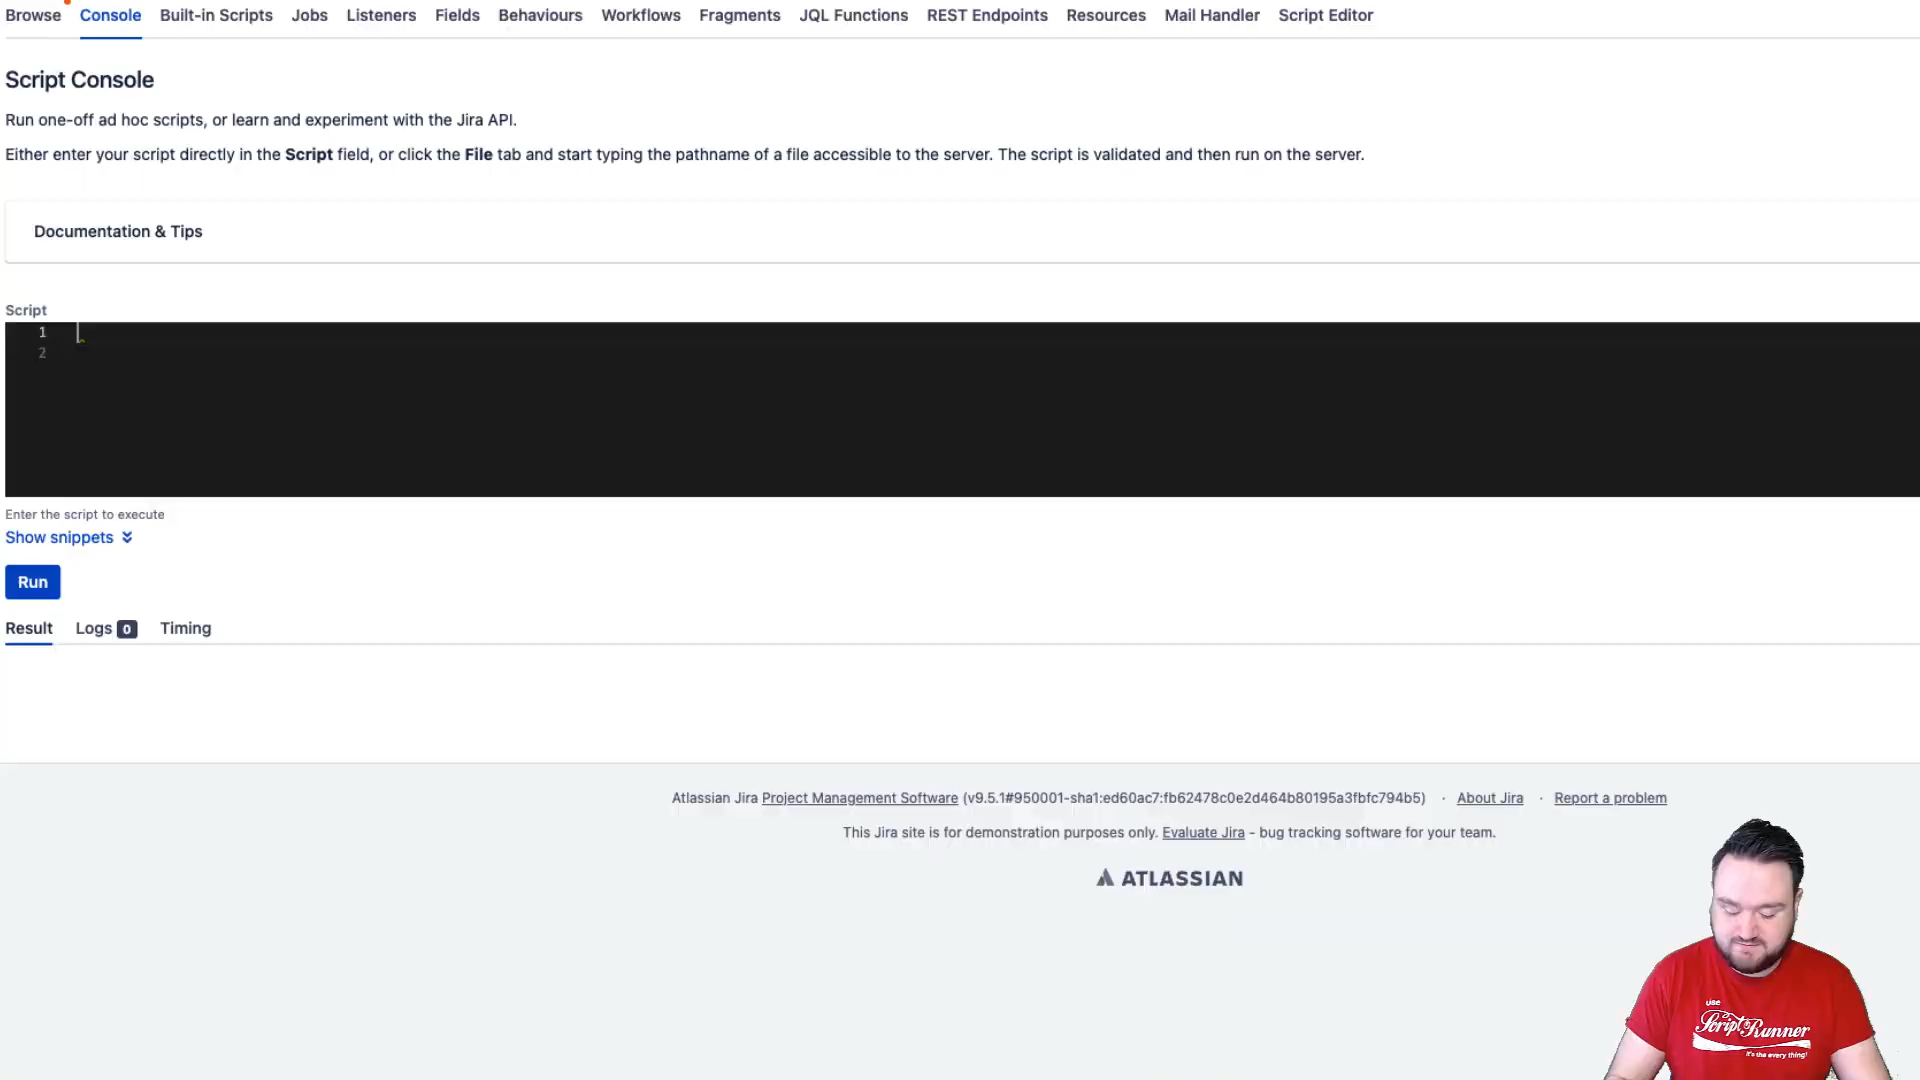 Browse Console Built-in Scripts Jobs Listeners Fields Behaviours Workflows Fragments JQL Functions REST Endpoints Resources Mail Handler Script Editor
Script Console
Run one-off ad hoc scripts, or learn and experiment with the Jira API.
Either enter your script directly in the Script field, or click the File tab and start typing the pathname of a file accessible to the server. The script is validated and then run on the server.
Documentation & Tips
Script
1
2
Enter the script to execute
Show snippets
Run
Result Logs 0 Timing
Atlassian Jira Project Management Software (v9.5.1#950001-sha1:ed60ac7:fb62478c0e2d464b80195a3fbfc794b5) · About Jira · Report a problem
This Jira site is for demonstration purposes only. Evaluate Jira - bug tracking software for your team.
ATLASSIAN
use
ScriptRunner
it's the every thing!